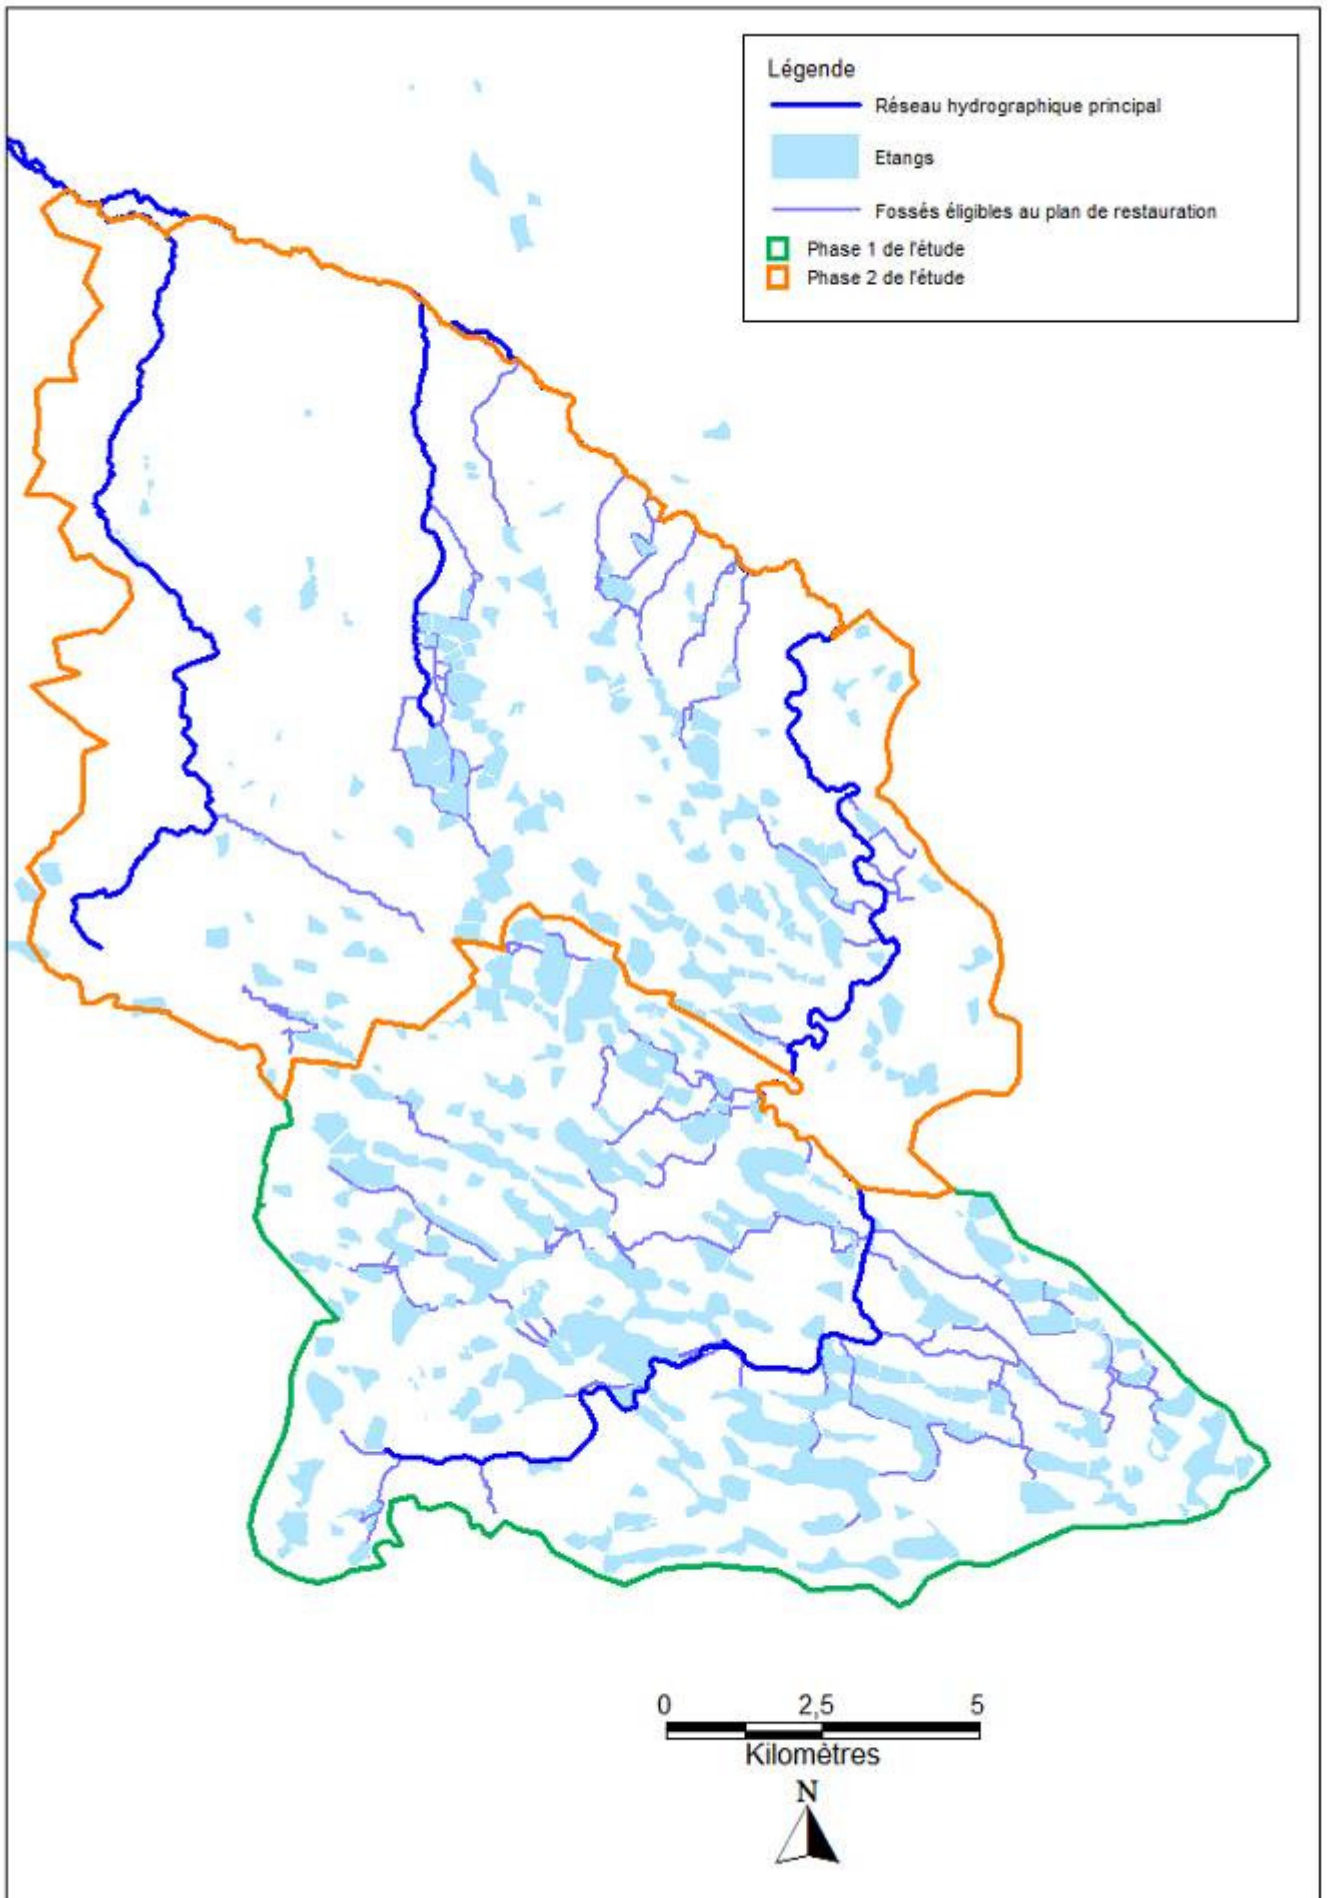 Légende
Réseau hydrographique principal
Etangs
Fossés éligibles au plan de restauration
Phase 1 de l'étude
Phase 2 de l'étude
0 2,5 5
Kilomètres
N